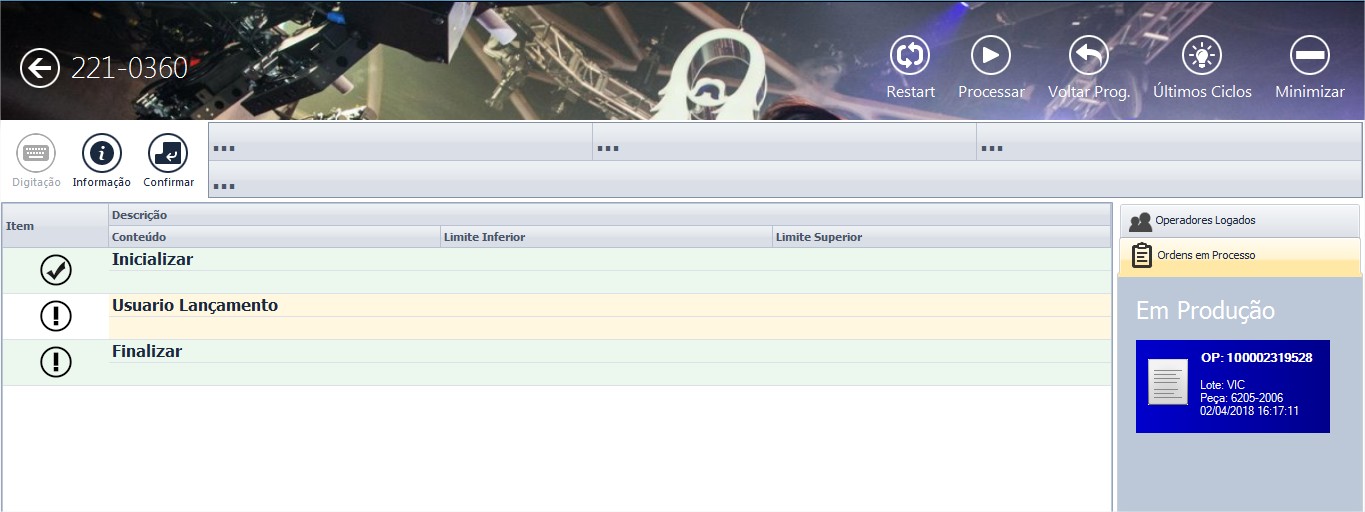 221-0360
Restart
Processar
Voltar Prog.
Últimos Ciclos
Minimizar
Digitação
Informação
Confirmar
...
...
...
...
Item
Descrição
Conteúdo
Limite Inferior
Limite Superior
Inicializar
Usuario Lançamento
Finalizar
Operadores Logados
Ordens em Processo
Em Produção
OP: 100002319528
Lote: VIC
Peça: 6205-2006
02/04/2018 16:17:11